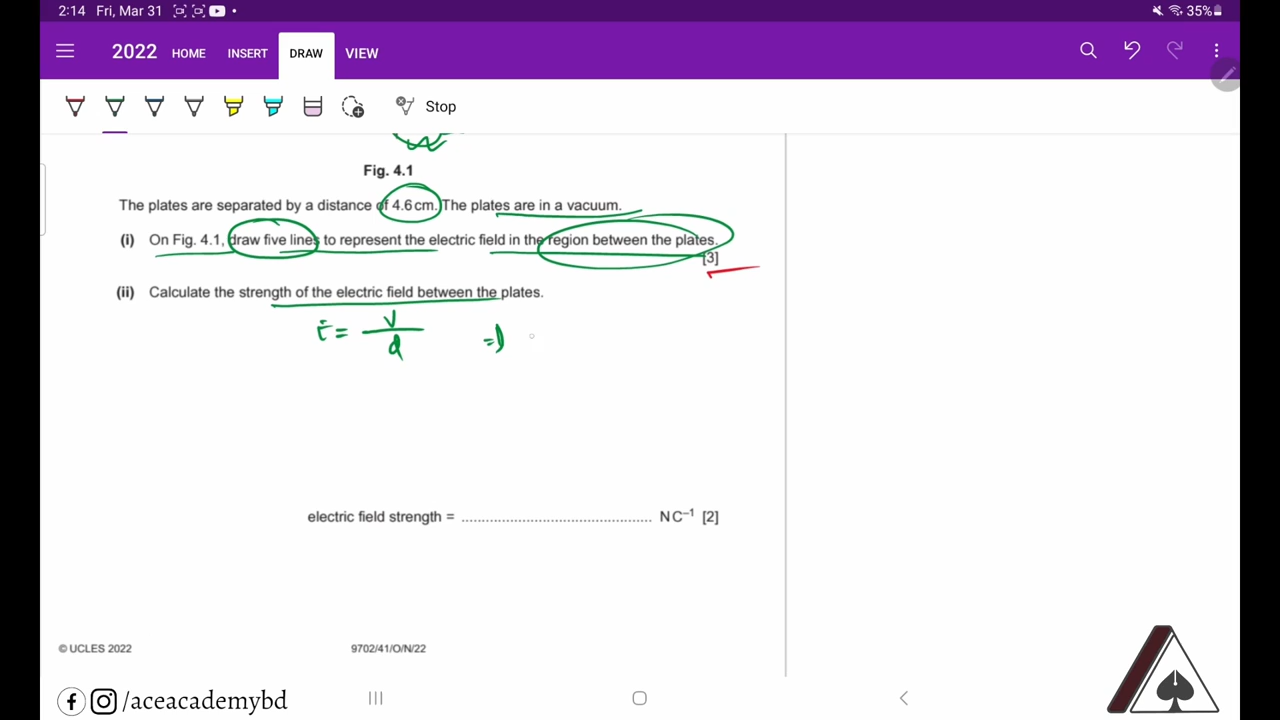 2:14 Fri, Mar 31 35%
2022 HOME INSERT DRAW VIEW
Stop
Fig. 4.1
The plates are separated by a distance of 4.6 cm. The plates are in a vacuum.
(i) On Fig. 4.1, draw five lines to represent the electric field in the region between the plates.
[3]
(ii) Calculate the strength of the electric field between the plates.
E = V/d ⇒
electric field strength = ............................................... N C⁻¹ [2]
© UCLES 2022 9702/41/O/N/22
/aceacademybd